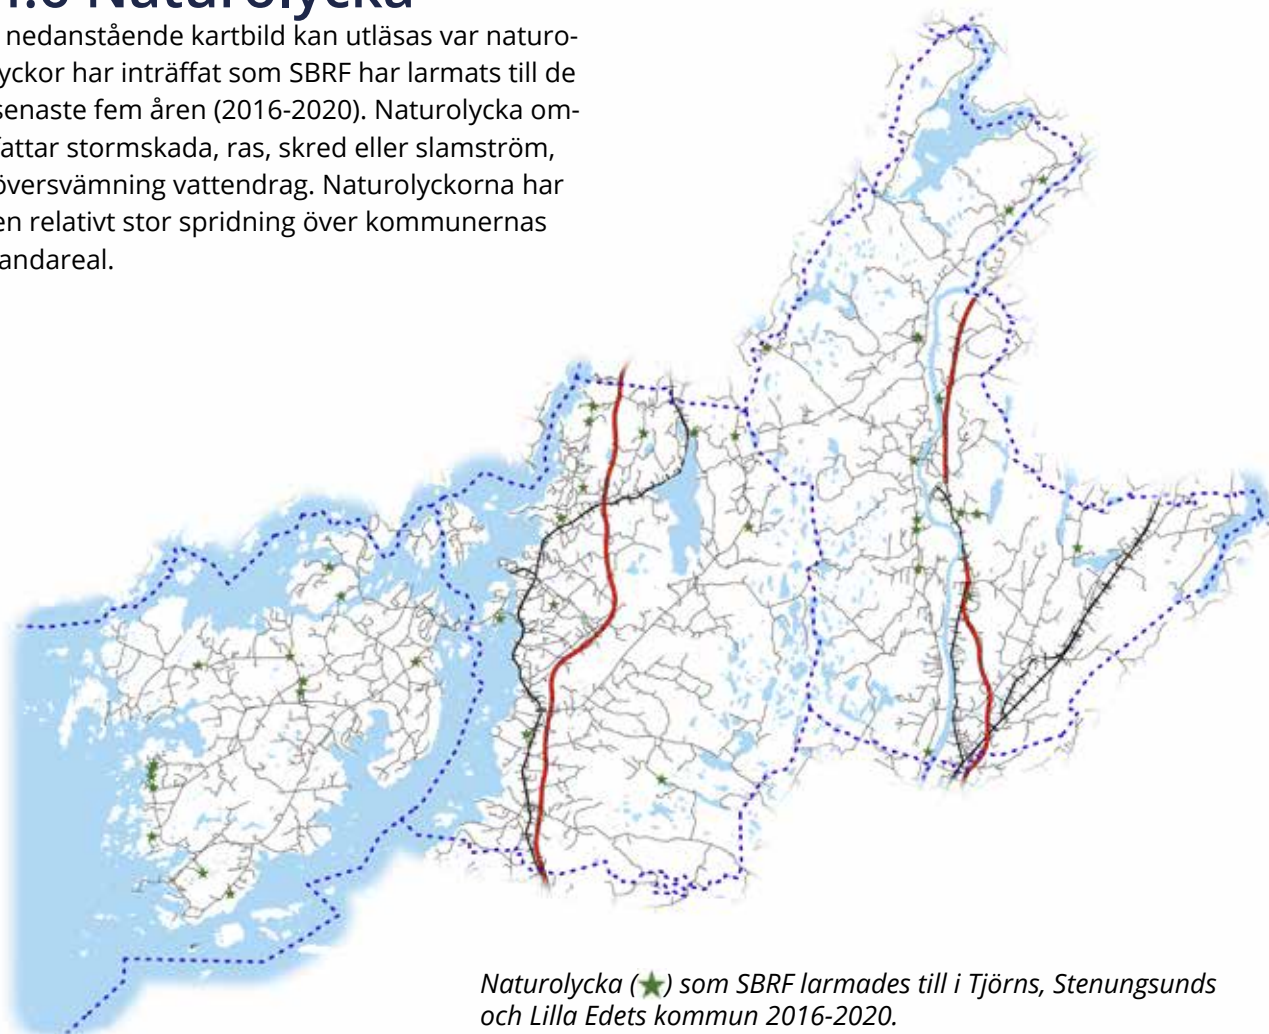 Naturolycka
nedanstående kartbild kan utläsas var naturo-
yckor har inträffat som SBRF har larmats till de
senaste fem åren (2016-2020). Naturolycka om-
fattar stormskada, ras, skred eller slamström,
översvämning vattendrag. Naturolyckorna har
en relativt stor spridning över kommunernas
andareal.
Naturolycka (★) som SBRF larmades till i Tjörns, Stenungsunds
och Lilla Edets kommun 2016-2020.